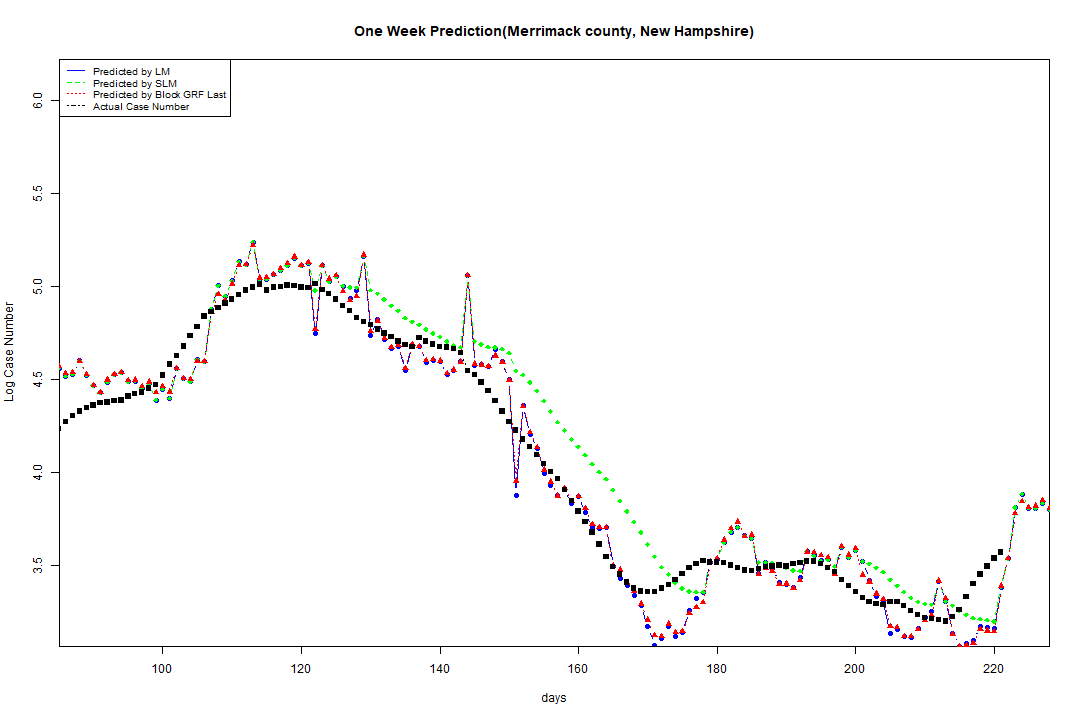 One Week Prediction(Merrimack county, New Hampshire)
Predicted by LM
Predicted by SLM
Predicted by Block GRF Last
Actual Case Number
6.0
5.5
5.0
4.5
4.0
3.5
Log Case Number
100 120 140 160 180 200 220
days